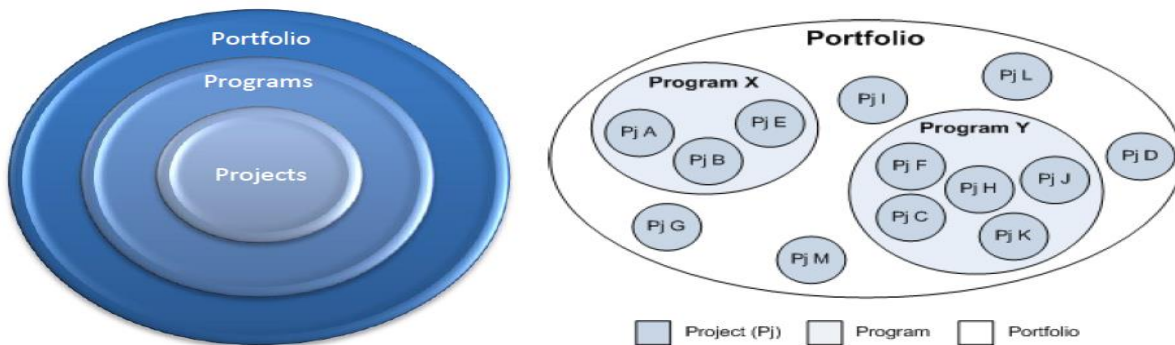 Portfolio
Programs
Projects
Portfolio
Program X
Pj A
Pj B
Pj E
Pj I
Pj L
Program Y
Pj F
Pj H
Pj J
Pj C
Pj K
Pj D
Pj G
Pj M
Project (Pj)
Program
Portfolio